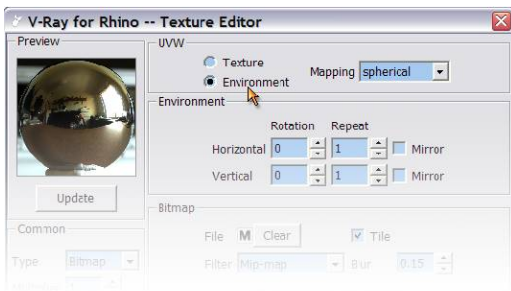 V-Ray for Rhino -- Texture Editor
Preview
UVW
Texture
Environment
Mapping spherical
Environment
Rotation Repeat
Horizontal 0 1 Mirror
Vertical 0 1 Mirror
Update
Bitmap
Common
File M Clear Tile
Type Bitmap
Filter Mip-map Blur 0.15